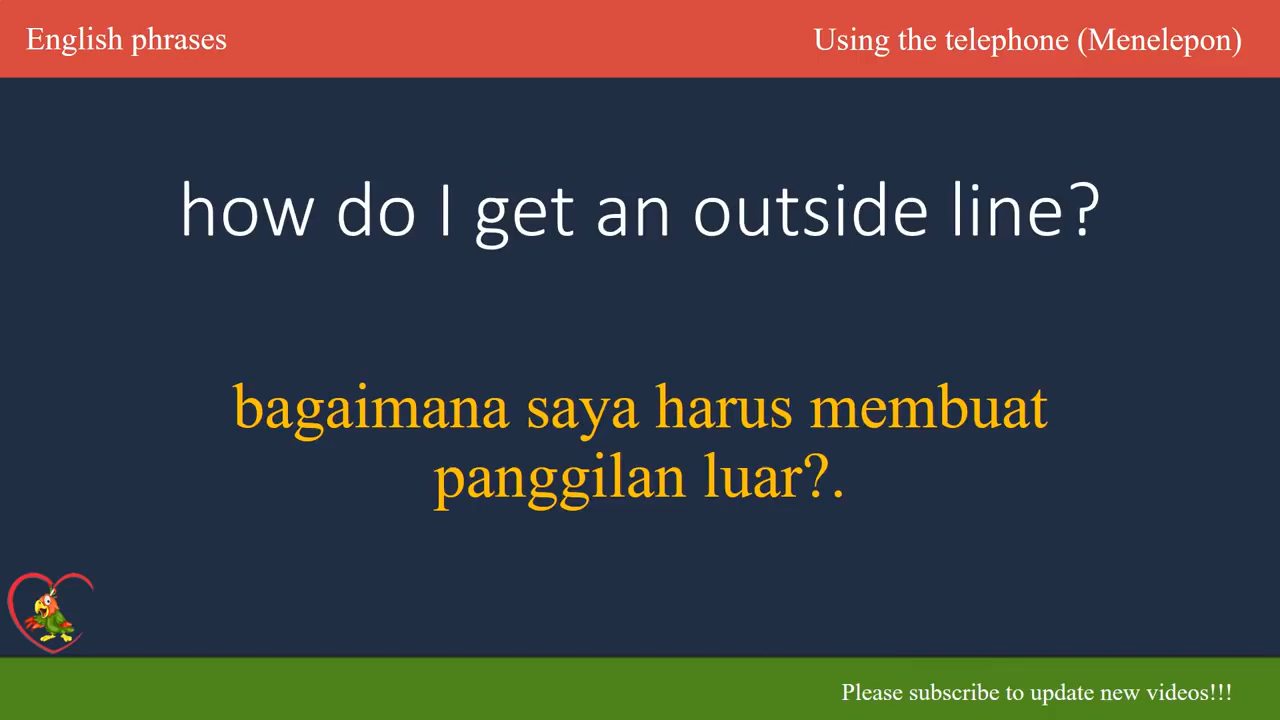 English phrases
Using the telephone (Menelepon)
how do I get an outside line?
bagaimana saya harus membuat
panggilan luar?.
Please subscribe to update new videos!!!